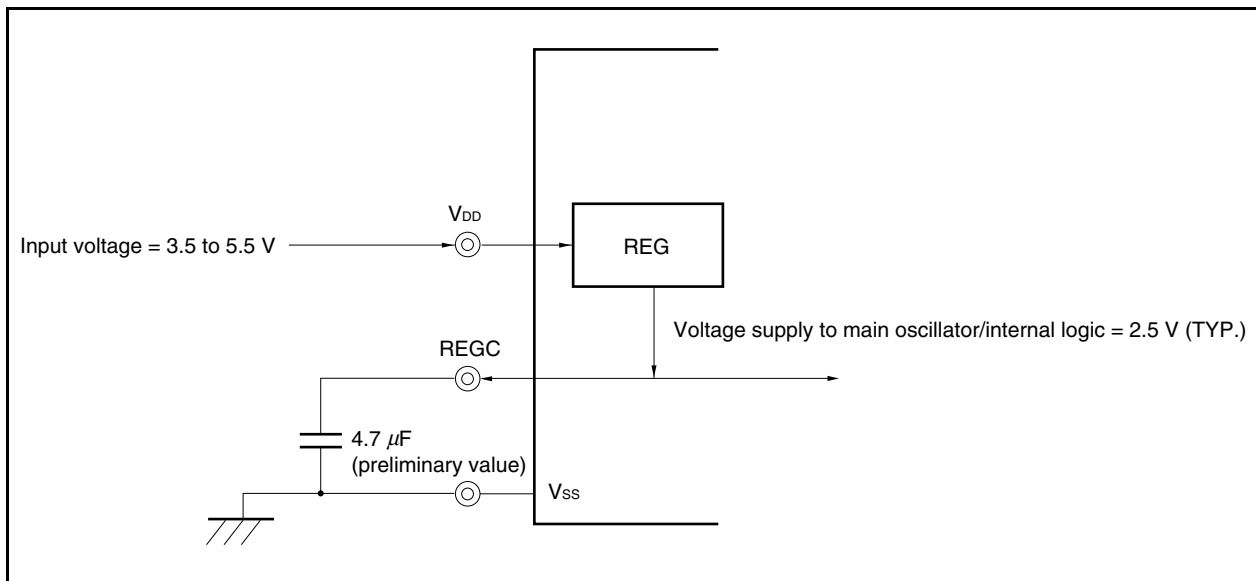 VDD
Input voltage = 3.5 to 5.5 V
REG
Voltage supply to main oscillator/internal logic = 2.5 V (TYP.)
REGC
4.7 μF
(preliminary value)
VSS